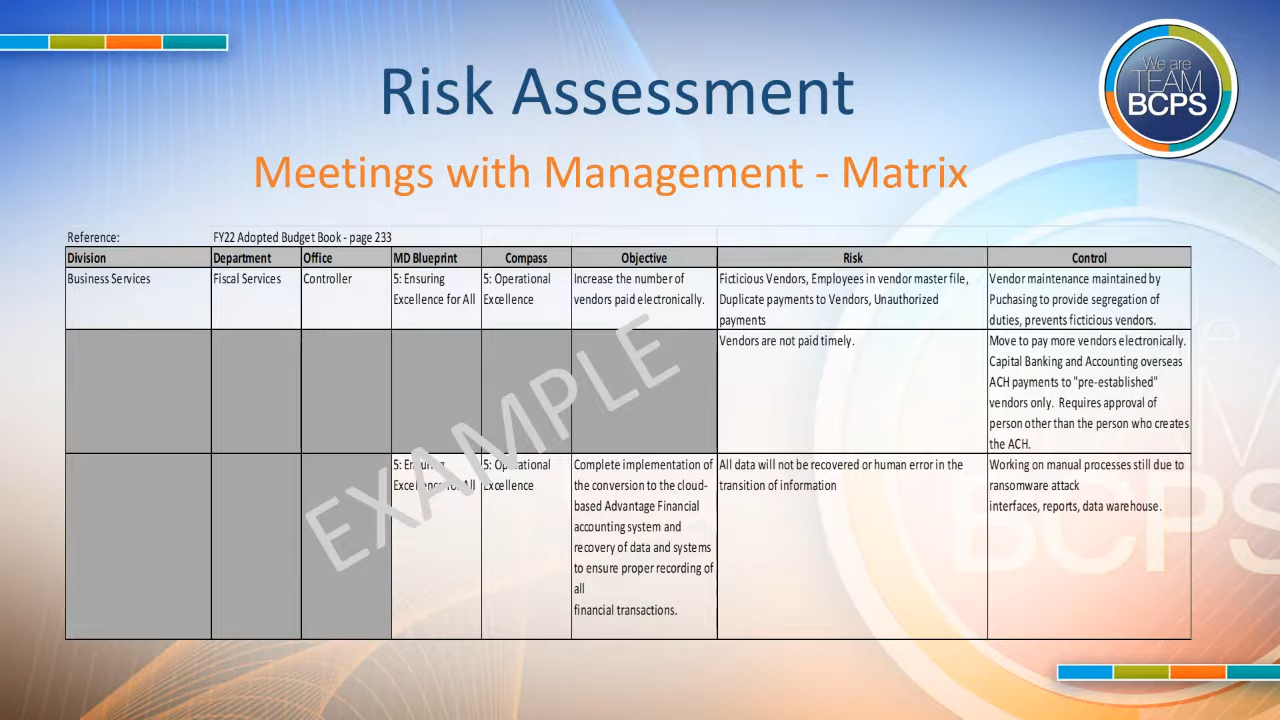 We are
TEAM
BCPS
Risk Assessment
Meetings with Management - Matrix
Reference: FY22 Adopted Budget Book - page 233
Division Department Office MD Blueprint Compass Objective Risk Control
Business Services Fiscal Services Controller 5: Ensuring 5: Operational Increase the number of Ficticious Vendors, Employees in vendor master file, Vendor maintenance maintained by
Excellence for All Excellence vendors paid electronically. Duplicate payments to Vendors, Unauthorized Puchasing to provide segregation of
payments duties, prevents ficticious vendors.
Vendors are not paid timely. Move to pay more vendors electronically.
Capital Banking and Accounting overseas
ACH payments to "pre-established"
vendors only. Requires approval of
person other than the person who creates
the ACH.
5: Ensuring 5: Operational Complete implementation of All data will not be recovered or human error in the Working on manual processes still due to
Excellence for All Excellence the conversion to the cloud- transition of information ransomware attack
based Advantage Financial interfaces, reports, data warehouse.
accounting system and
recovery of data and systems
to ensure proper recording of
all
financial transactions.
EXAMPLE